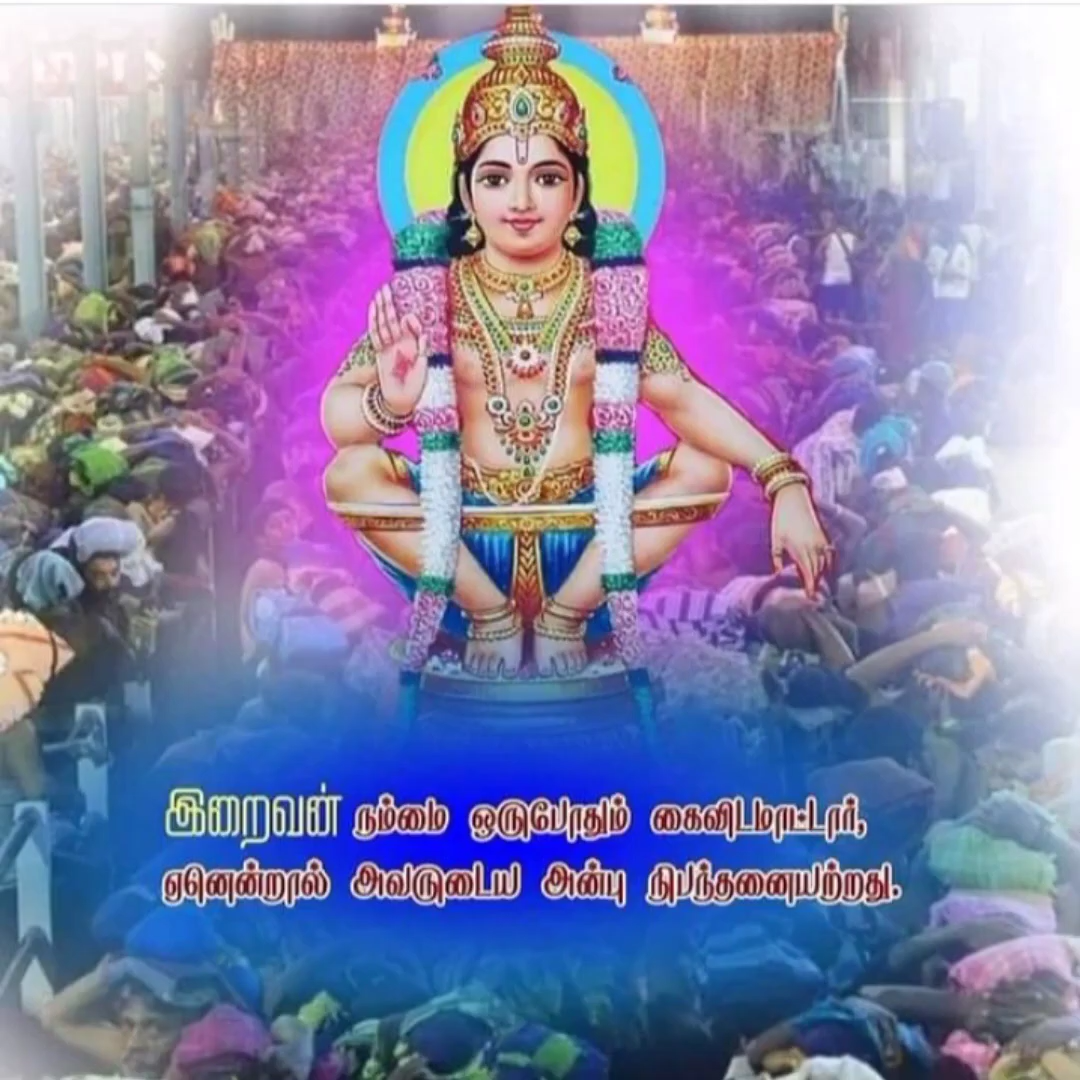 இறைவன் நம்மை ஒருபோதும் கைவிடமாட்டார்,
ஏனென்றால் அவருடைய அன்பு நிபந்தனையற்றது.